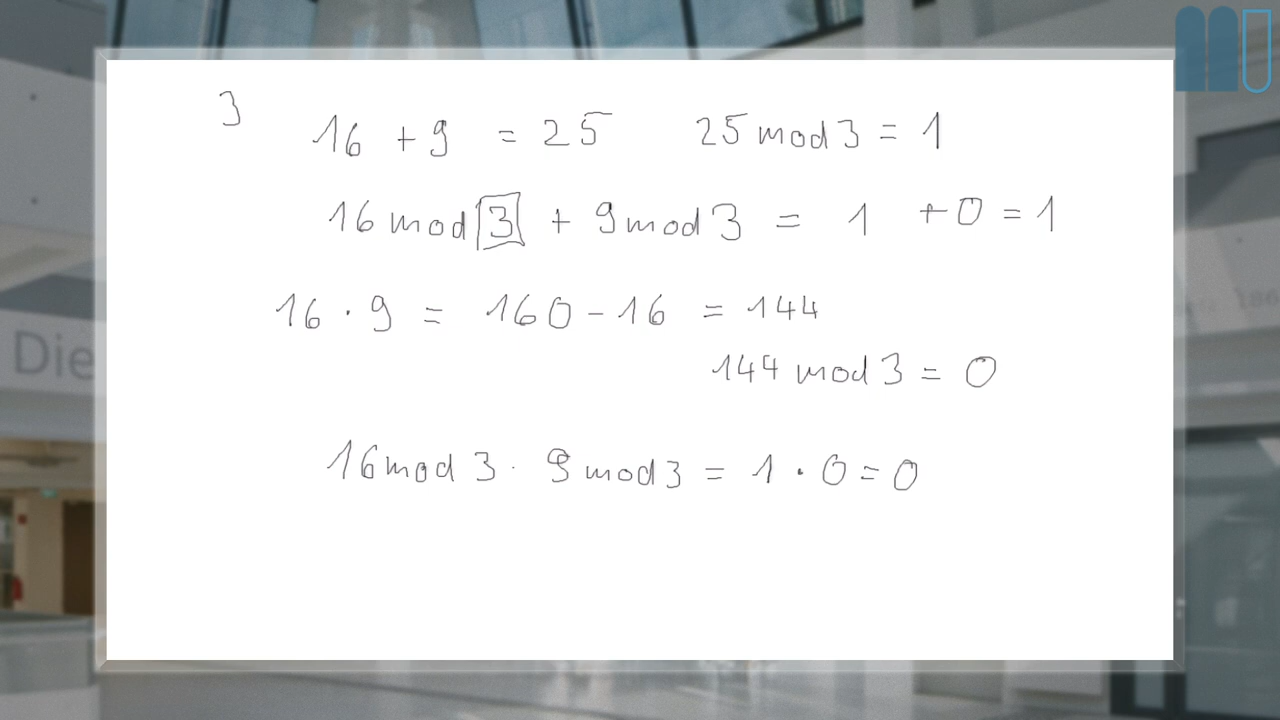 3
16 + 9 = 25 25 mod 3 = 1
16 mod 3 + 9 mod 3 = 1 + 0 = 1
16 · 9 = 160 - 16 = 144
144 mod 3 = 0
16 mod 3 · 9 mod 3 = 1 · 0 = 0
Die